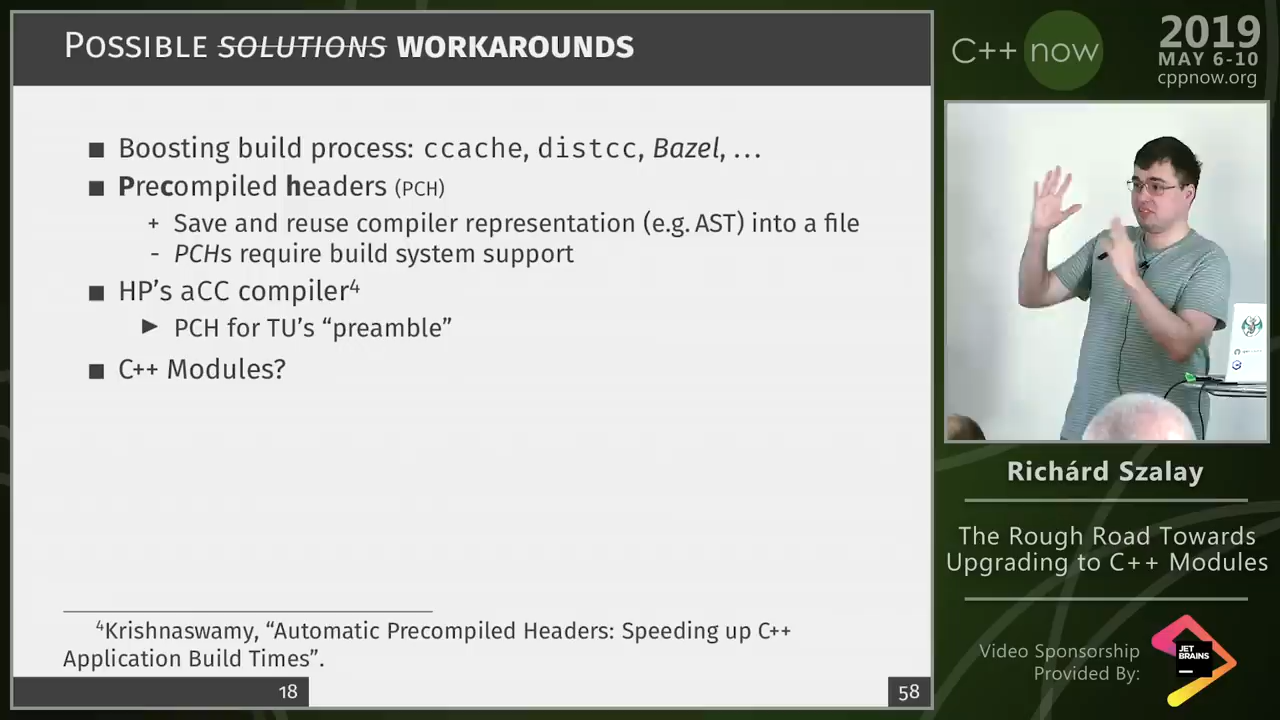 POSSIBLE SOLUTIONS WORKAROUNDS
■ Boosting build process: ccache, distcc, Bazel, …
■ Precompiled headers (PCH)
+ Save and reuse compiler representation (e.g. AST) into a file
- PCHs require build system support
■ HP’s aCC compiler⁴
▶ PCH for TU’s “preamble”
■ C++ Modules?
⁴Krishnaswamy, “Automatic Precompiled Headers: Speeding up C++
Application Build Times”.
18
58
C++ now
2019
MAY 6-10
cppnow.org
Richárd Szalay
The Rough Road Towards
Upgrading to C++ Modules
Video Sponsorship
Provided By:
JET
BRAINS